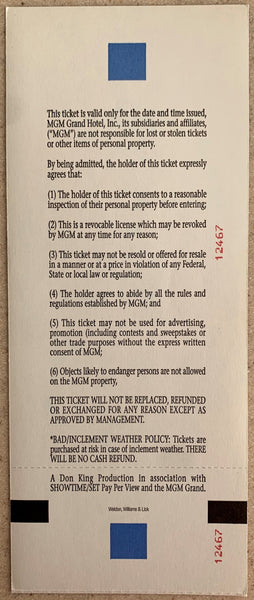 This ticket is valid only for the date and time issued,
MGM Grand Hotel, Inc., its subsidiaries and affiliates,
("MGM") are not responsible for lost or stolen tickets
or other items of personal property.
By being admitted, the holder of this ticket expressly
agrees that:
(1) The holder of this ticket consents to a reasonable
inspection of their personal property before entering;
(2) This is a revocable license which may be revoked
by MGM at any time for any reason;
(3) This ticket may not be resold or offered for resale
in a manner or at a price in violation of any Federal,
State or local law or regulation;
(4) The holder agrees to abide by all the rules and
regulations established by MGM; and
(5) This ticket may not be used for advertising,
promotion (including contests and sweepstakes or
other trade purposes without the express written
consent of MGM;
(6) Objects likely to endanger persons are not allowed
on the MGM property,
THIS TICKET WILL NOT BE REPLACED, REFUNDED
OR EXCHANGED FOR ANY REASON EXCEPT AS
APPROVED BY MANAGEMENT.
*BAD/INCLEMENT WEATHER POLICY: Tickets are
purchased at risk in case of inclement weather. THERE
WILL BE NO CASH REFUND.
A Don King Production in association with
SHOWTIME/SET Pay Per View and the MGM Grand.
Weldon, Williams & Lick
12467
12467